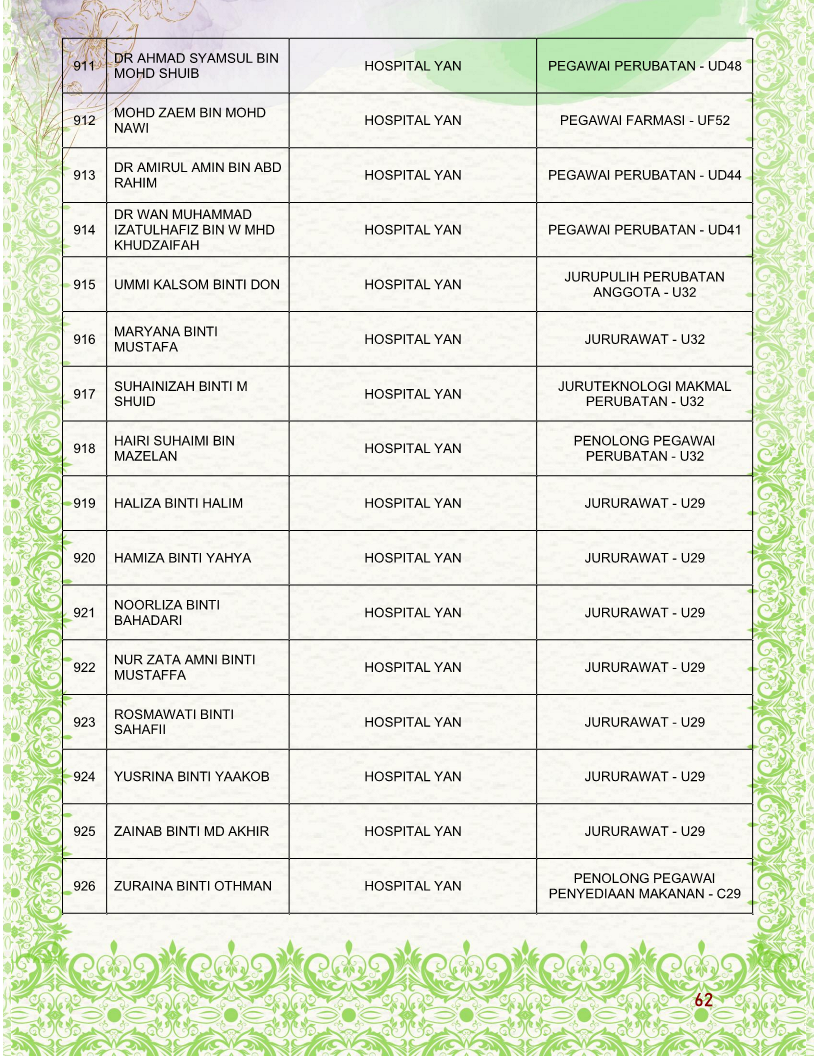 911
DR AHMAD SYAMSUL BIN
MOHD SHUIB
HOSPITAL YAN
PEGAWAI PERUBATAN - UD48
912
MOHD ZAEM BIN MOHD
NAWI
HOSPITAL YAN
PEGAWAI FARMASI - UF52
913
DR AMIRUL AMIN BIN ABD
RAHIM
HOSPITAL YAN
PEGAWAI PERUBATAN - UD44
914
DR WAN MUHAMMAD
IZATULHAFIZ BIN W MHD
KHUDZAIFAH
HOSPITAL YAN
PEGAWAI PERUBATAN - UD41
915
UMMI KALSOM BINTI DON
HOSPITAL YAN
JURUPULIH PERUBATAN
ANGGOTA - U32
916
MARYANA BINTI
MUSTAFA
HOSPITAL YAN
JURURAWAT - U32
917
SUHAINIZAH BINTI M
SHUID
HOSPITAL YAN
JURUTEKNOLOGI MAKMAL
PERUBATAN - U32
918
HAIRI SUHAIMI BIN
MAZELAN
HOSPITAL YAN
PENOLONG PEGAWAI
PERUBATAN - U32
919
HALIZA BINTI HALIM
HOSPITAL YAN
JURURAWAT - U29
920
HAMIZA BINTI YAHYA
HOSPITAL YAN
JURURAWAT - U29
921
NOORLIZA BINTI
BAHADARI
HOSPITAL YAN
JURURAWAT - U29
922
NUR ZATA AMNI BINTI
MUSTAFFA
HOSPITAL YAN
JURURAWAT - U29
923
ROSMAWATI BINTI
SAHAFII
HOSPITAL YAN
JURURAWAT - U29
924
YUSRINA BINTI YAAKOB
HOSPITAL YAN
JURURAWAT - U29
925
ZAINAB BINTI MD AKHIR
HOSPITAL YAN
JURURAWAT - U29
926
ZURAINA BINTI OTHMAN
HOSPITAL YAN
PENOLONG PEGAWAI
PENYEDIAAN MAKANAN - C29
62